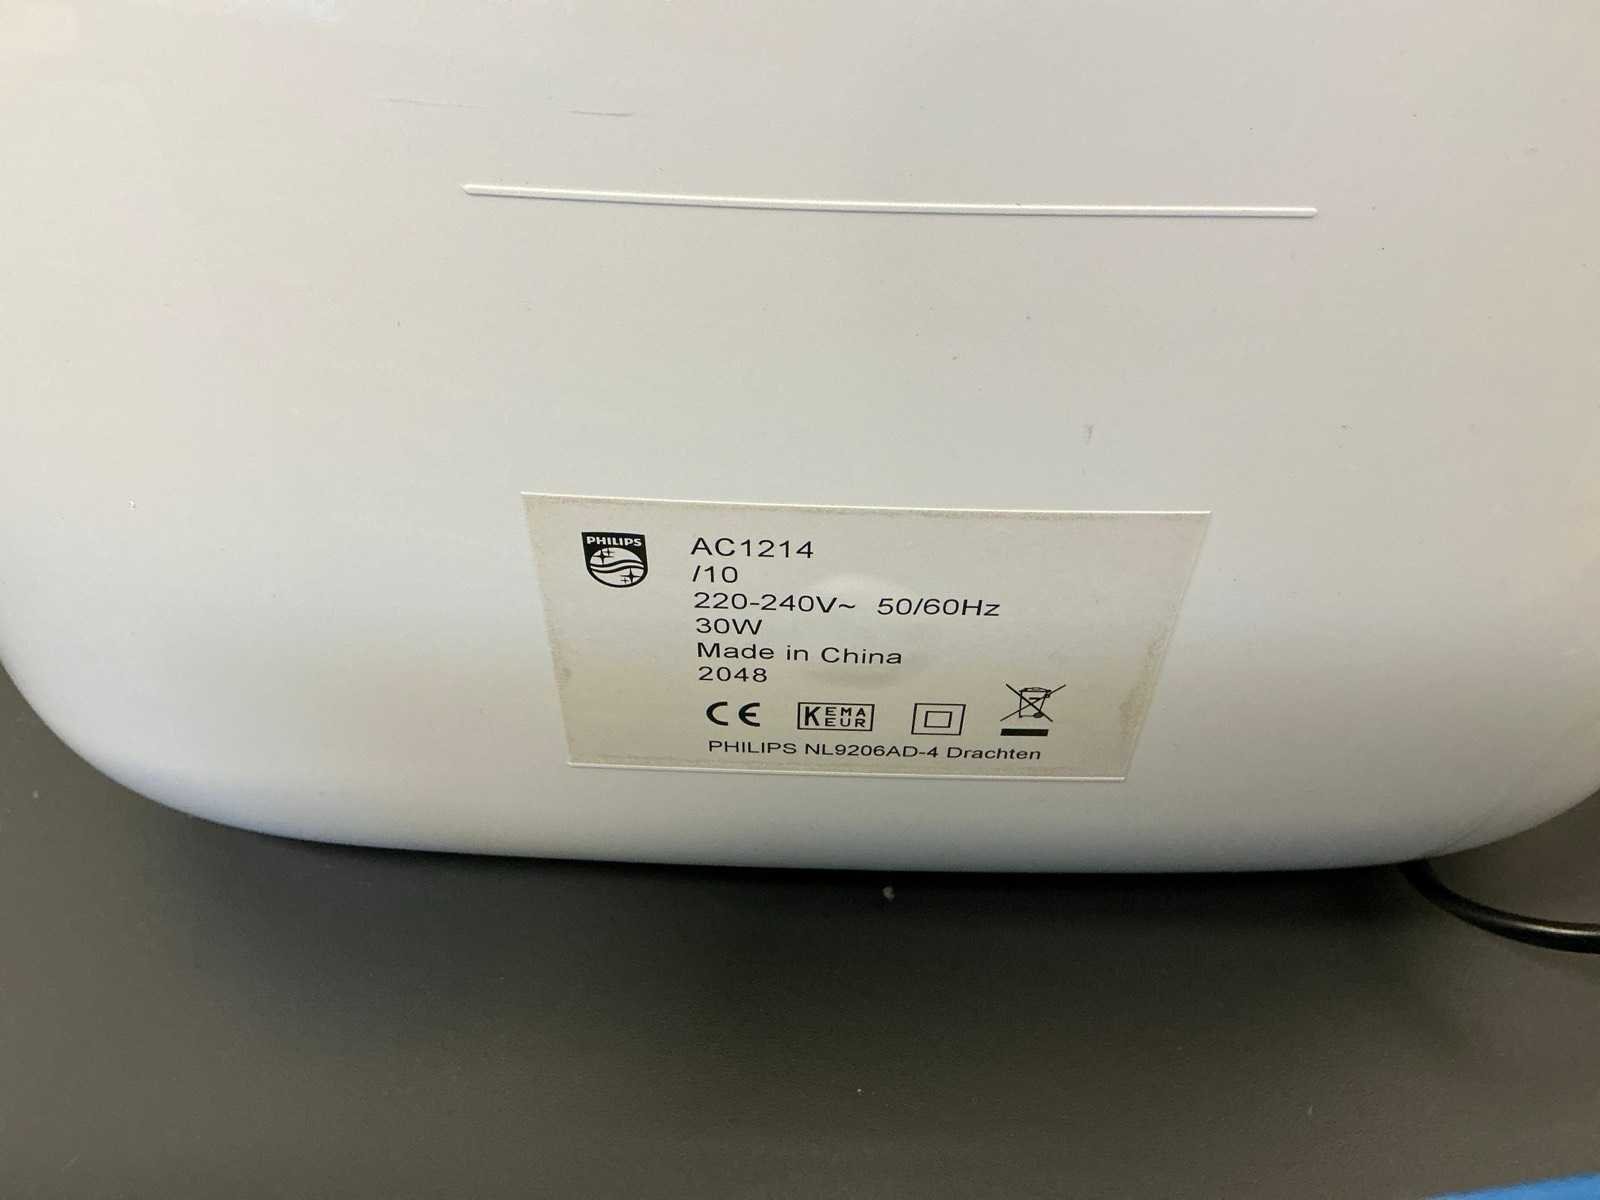 PHILIPS
AC1214
/10
220-240V~ 50/60Hz
30W
Made in China
2048
CE
KEMA
EUR
PHILIPS NL9206AD-4 Drachten